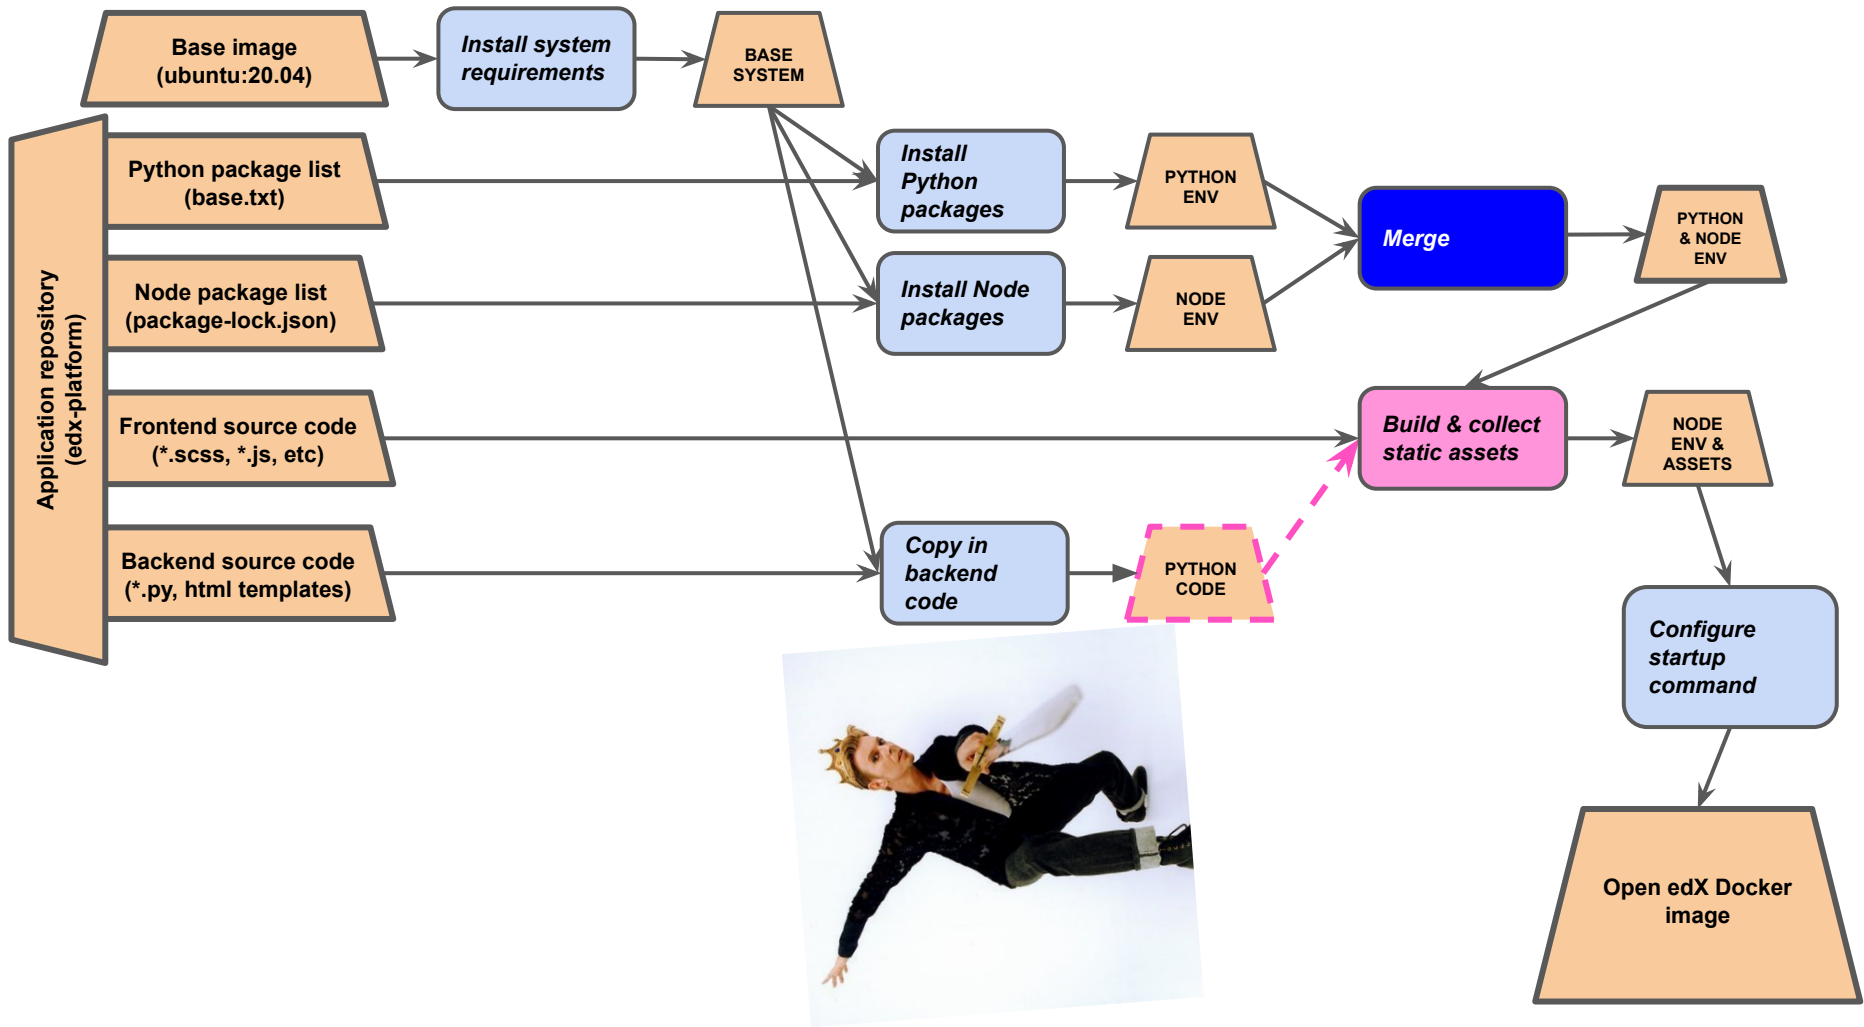 Base image
(ubuntu:20.04)
Install system
requirements
BASE
SYSTEM
Application repository
(edx-platform)
Python package list
(base.txt)
Install
Python
packages
PYTHON
ENV
Merge
PYTHON
& NODE
ENV
Node package list
(package-lock.json)
Install Node
packages
NODE
ENV
Frontend source code
(*.scss, *.js, etc)
Build & collect
static assets
NODE
ENV &
ASSETS
Backend source code
(*.py, html templates)
Copy in
backend
code
PYTHON
CODE
Configure
startup
command
Open edX Docker
image